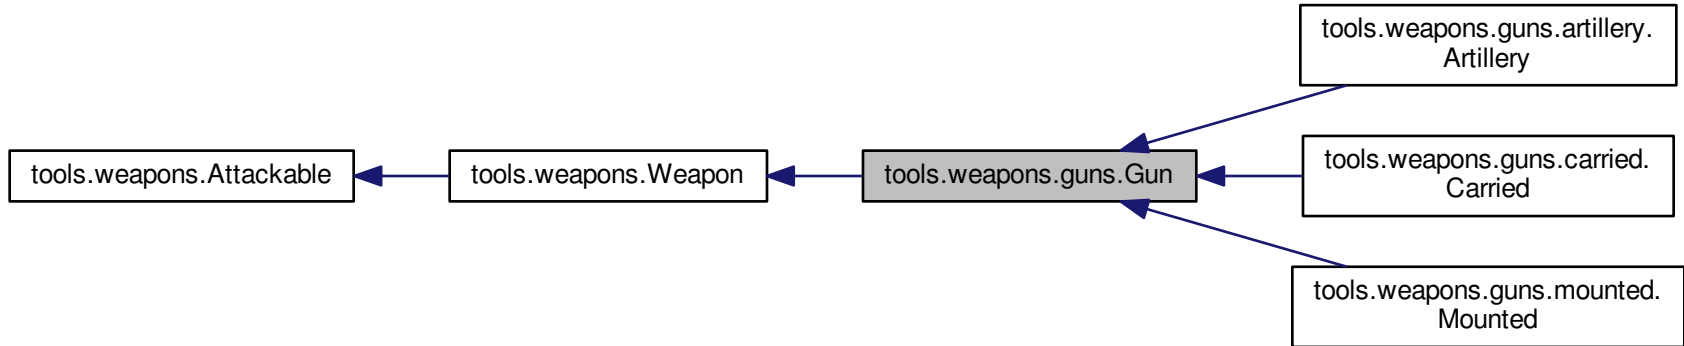 tools.weapons.Attackable
tools.weapons.Weapon
tools.weapons.guns.Gun
tools.weapons.guns.artillery.
Artillery
tools.weapons.guns.carried.
Carried
tools.weapons.guns.mounted.
Mounted